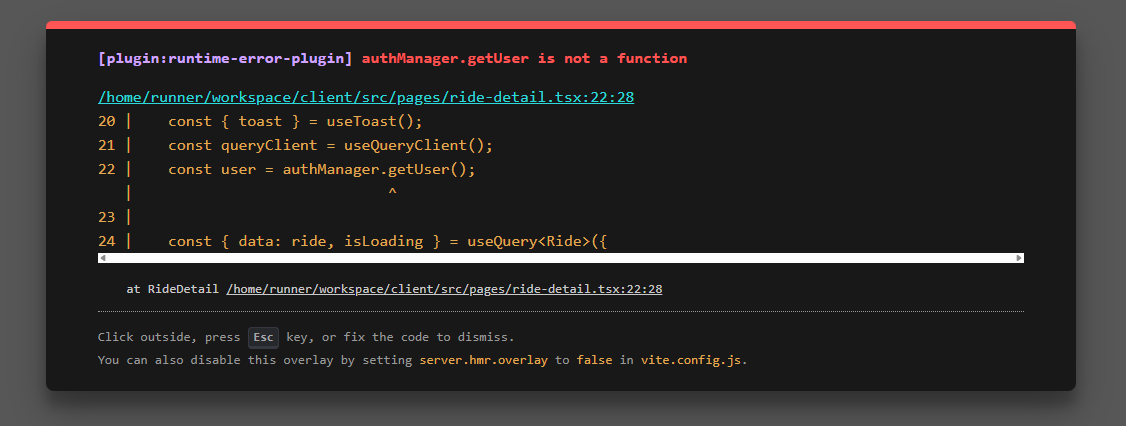 [plugin:runtime-error-plugin] authManager.getUser is not a function
/home/runner/workspace/client/src/pages/ride-detail.tsx:22:28
20 |    const { toast } = useToast();
21 |    const queryClient = useQueryClient();
22 |    const user = authManager.getUser();
   |                             ^
23 |
24 |    const { data: ride, isLoading } = useQuery<Ride>({
at RideDetail /home/runner/workspace/client/src/pages/ride-detail.tsx:22:28
Click outside, press Esc key, or fix the code to dismiss.
You can also disable this overlay by setting server.hmr.overlay to false in vite.config.js.